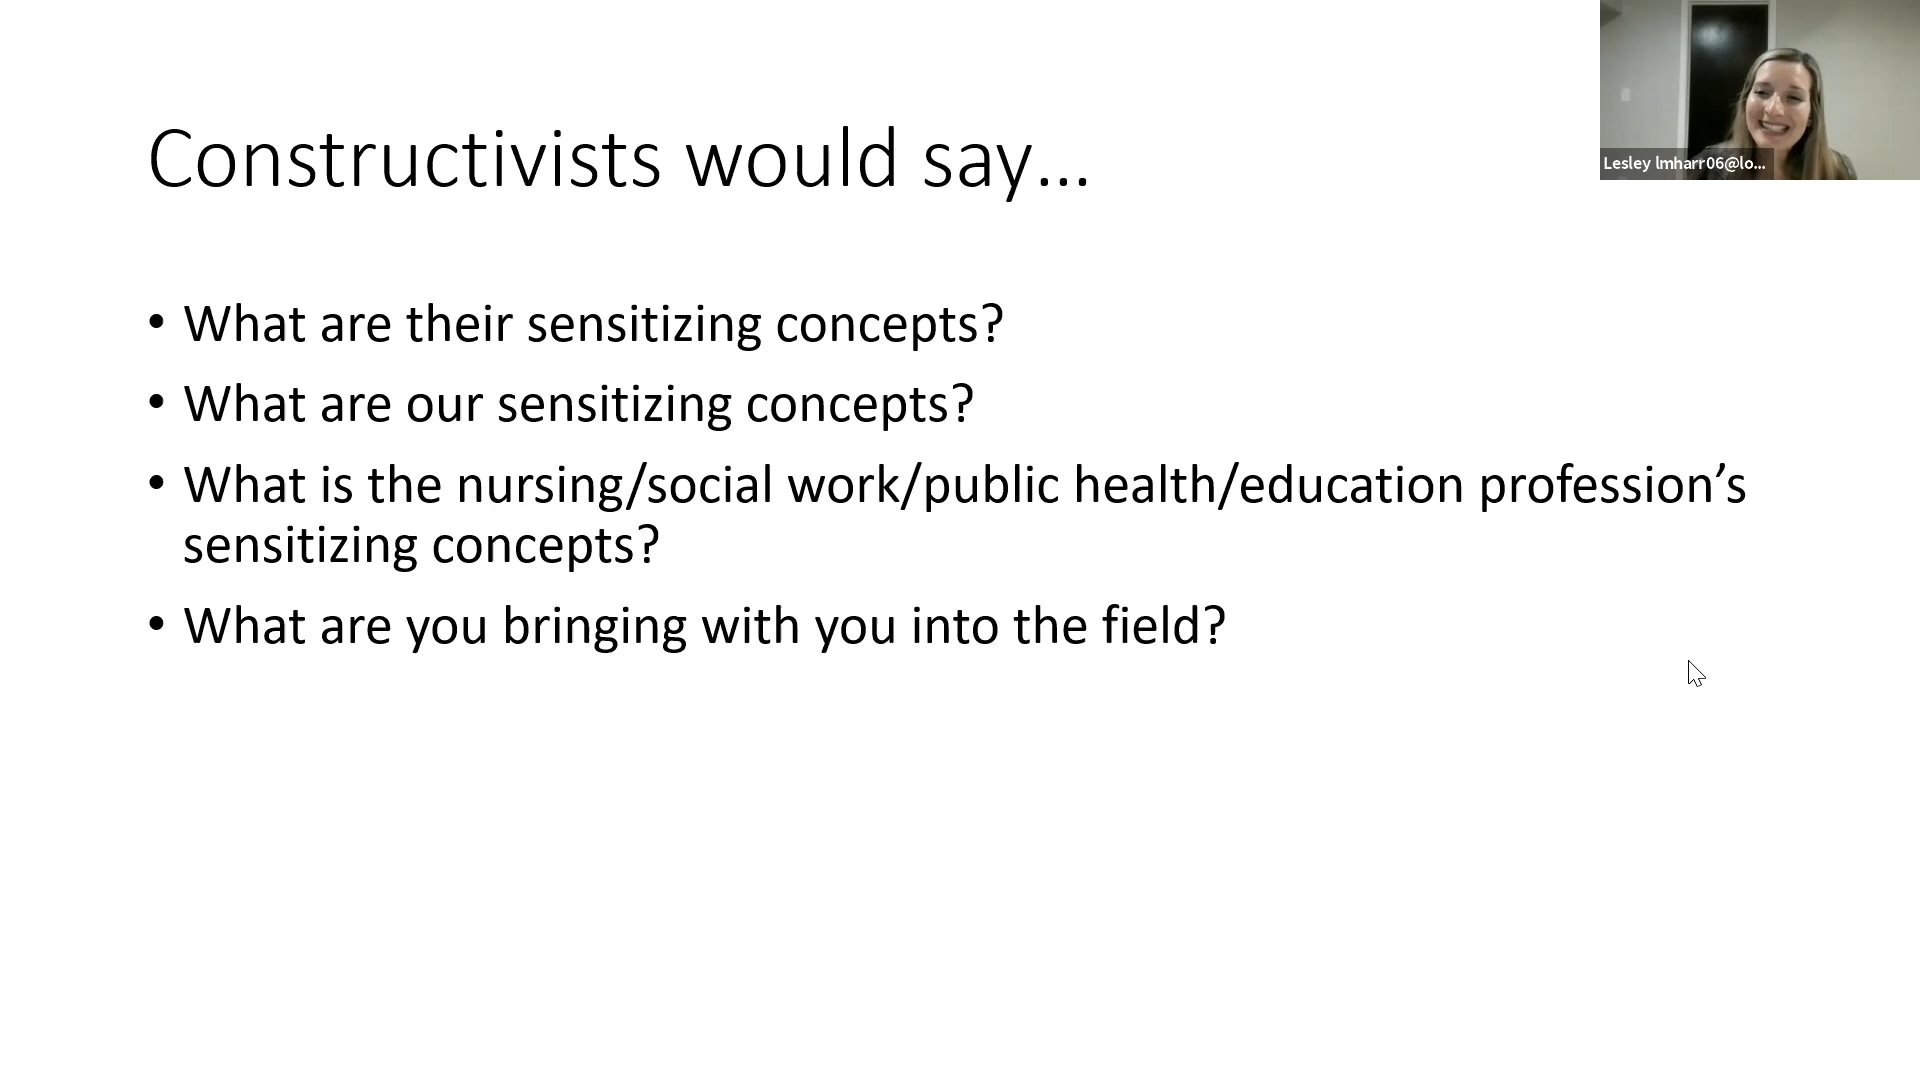 Constructivists would say…
• What are their sensitizing concepts?
• What are our sensitizing concepts?
• What is the nursing/social work/public health/education profession’s
sensitizing concepts?
• What are you bringing with you into the field?
Lesley lmharr06@lo...